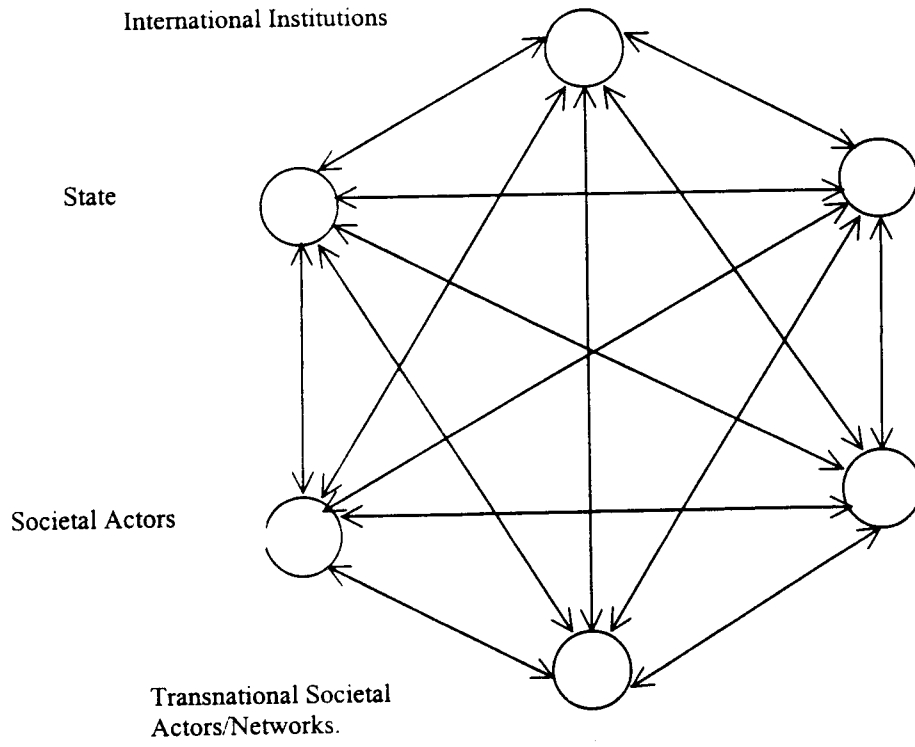 International Institutions
State
Societal Actors
Transnational Societal
Actors/Networks.